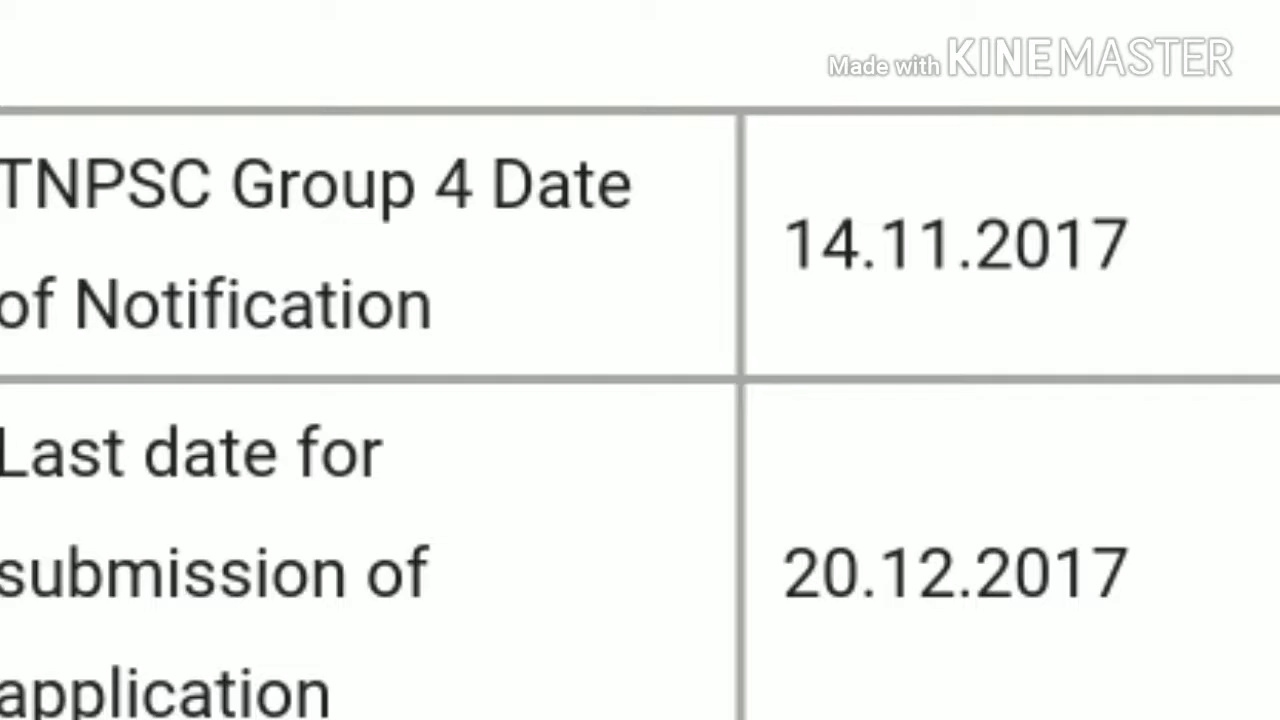 Made with KINEMASTER
TNPSC Group 4 Date
of Notification
14.11.2017
Last date for
submission of
application
20.12.2017